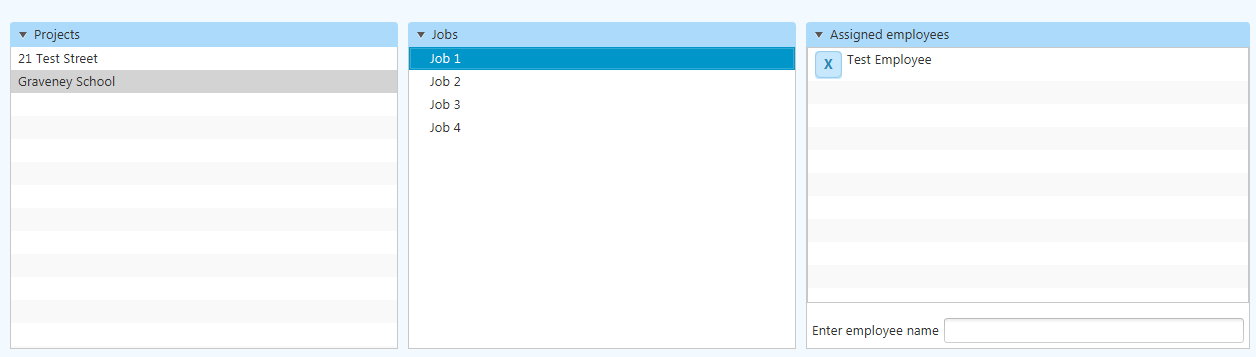 Projects
21 Test Street
Graveney School
Jobs
Job 1
Job 2
Job 3
Job 4
Assigned employees
X Test Employee
Enter employee name